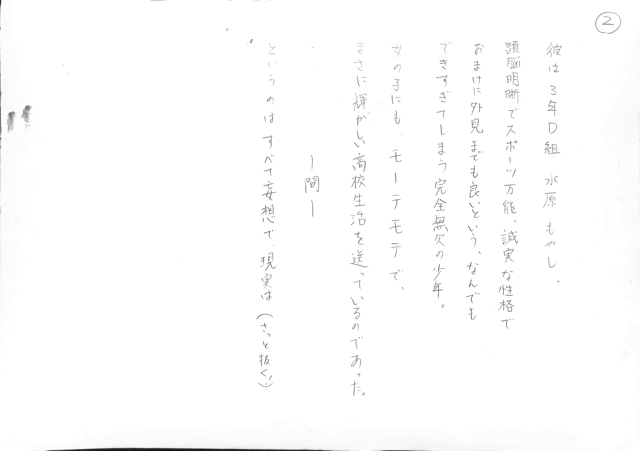 ②
彼は3年D組 水原 もやし。
頭脳明晰でスポーツ万能、誠実な性格で
おまけに外見までも良いという、なんでも
できすぎてしまう完全無欠の少年。
女の子にも、モーテモテで、
まさに輝かしい高校生活を送っているのであった。
ー間ー
というのはすべて妄想で、現実は(さっと抜く!)